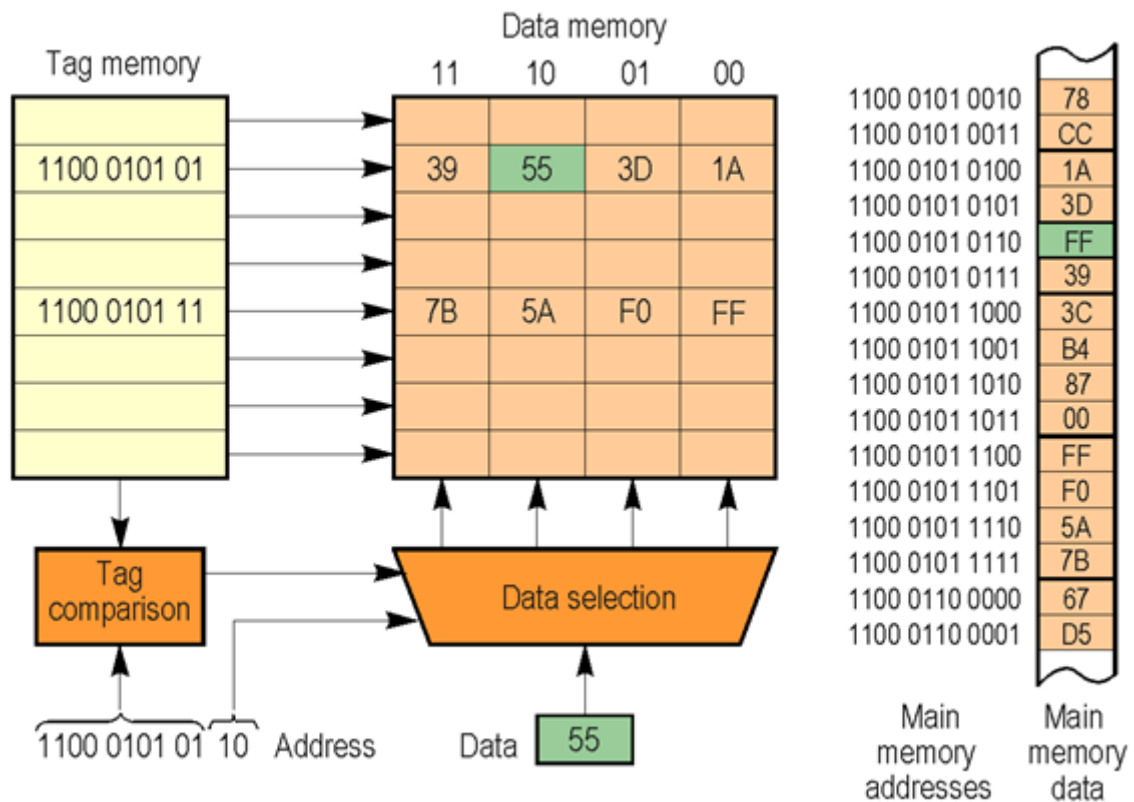 Data memory
Tag memory
11 10 01 00
1100 0101 01
39 55 3D 1A
1100 0101 11
7B 5A F0 FF
Tag comparison
Data selection
1100 0101 01 10 Address
Data 55
1100 0101 0010 78
1100 0101 0011 CC
1100 0101 0100 1A
1100 0101 0101 3D
1100 0101 0110 FF
1100 0101 0111 39
1100 0101 1000 3C
1100 0101 1001 B4
1100 0101 1010 87
1100 0101 1011 00
1100 0101 1100 FF
1100 0101 1101 F0
1100 0101 1110 5A
1100 0101 1111 7B
1100 0110 0000 67
1100 0110 0001 D5
Main memory addresses
Main memory data